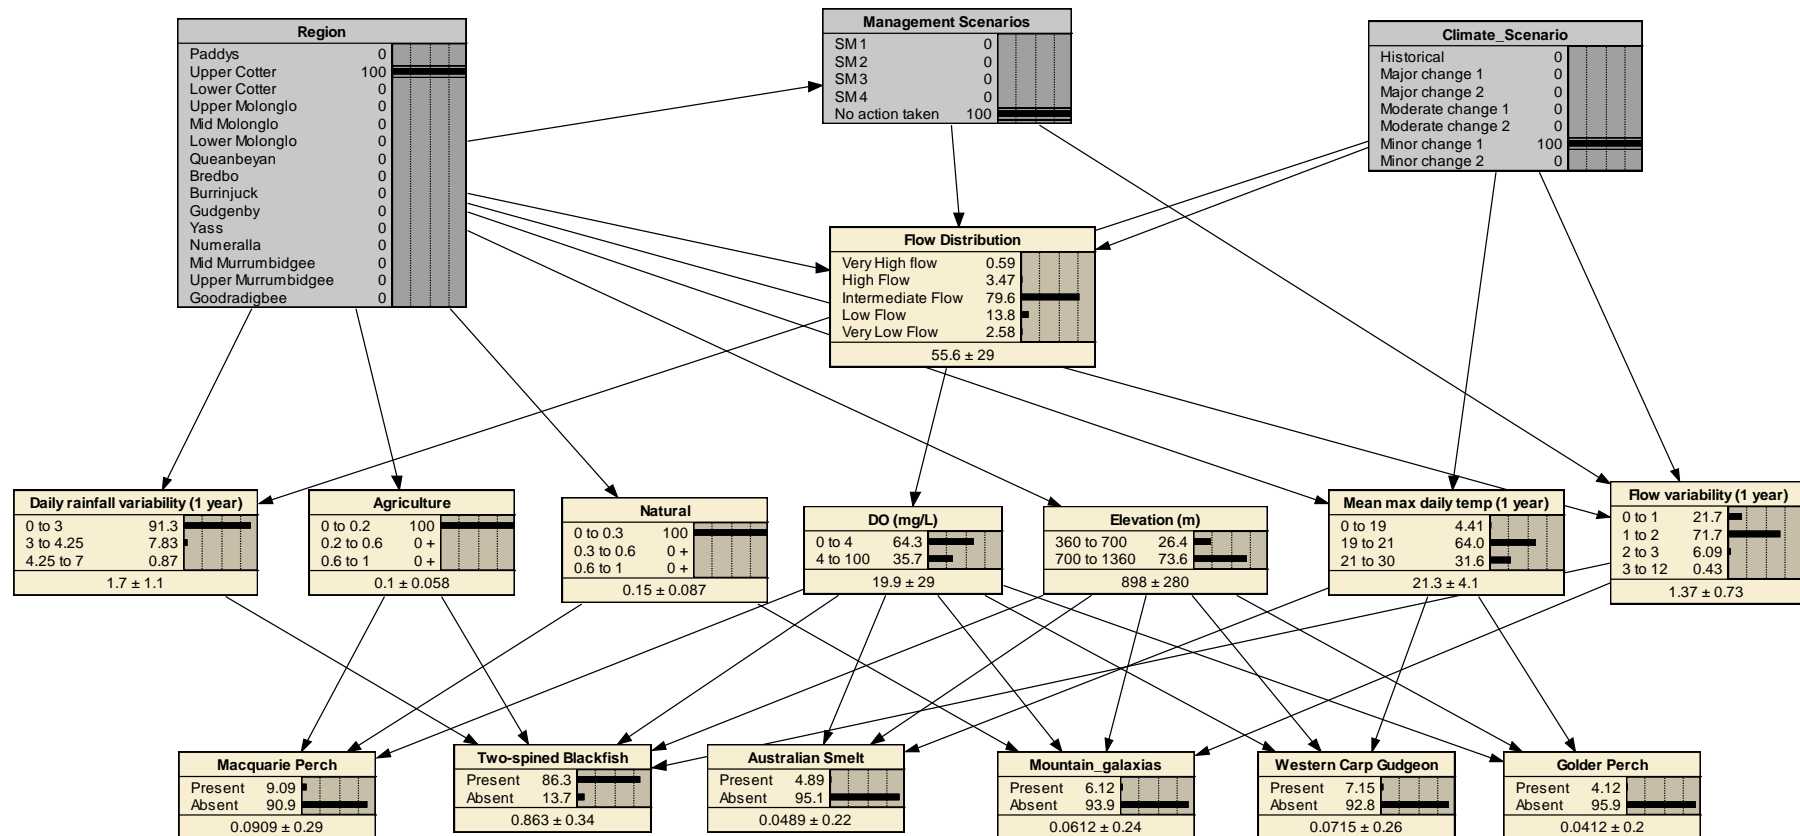 Region
Paddys 0
Upper Cotter 100
Lower Cotter 0
Upper Molonglo 0
Mid Molonglo 0
Lower Molonglo 0
Queanbeyan 0
Bredbo 0
Burrinjuck 0
Gudgenby 0
Yass 0
Numeralla 0
Mid Murrumbidgee 0
Upper Murrumbidgee 0
Goodradigbee 0
Management Scenarios
SM1 0
SM2 0
SM3 0
SM4 0
No action taken 100
Climate_Scenario
Historical 0
Major change 1 0
Major change 2 0
Moderate change 1 0
Moderate change 2 0
Minor change 1 100
Minor change 2 0
Flow Distribution
Very High flow 0.59
High Flow 3.47
Intermediate Flow 79.6
Low Flow 13.8
Very Low Flow 2.58
55.6 ± 29
Daily rainfall variability (1 year)
0 to 3 91.3
3 to 4.25 7.83
4.25 to 7 0.87
1.7 ± 1.1
Agriculture
0 to 0.2 100
0.2 to 0.6 0 +
0.6 to 1 0 +
0.1 ± 0.058
Natural
0 to 0.3 100
0.3 to 0.6 0 +
0.6 to 1 0 +
0.15 ± 0.087
DO (mg/L)
0 to 4 64.3
4 to 100 35.7
19.9 ± 29
Elevation (m)
360 to 700 26.4
700 to 1360 73.6
898 ± 280
Mean max daily temp (1 year)
0 to 19 4.41
19 to 21 64.0
21 to 30 31.6
21.3 ± 4.1
Flow variability (1 year)
0 to 1 21.7
1 to 2 71.7
2 to 3 6.09
3 to 12 0.43
1.37 ± 0.73
Macquarie Perch
Present 9.09
Absent 90.9
0.0909 ± 0.29
Two-spined Blackfish
Present 86.3
Absent 13.7
0.863 ± 0.34
Australian Smelt
Present 4.89
Absent 95.1
0.0489 ± 0.22
Mountain_galaxias
Present 6.12
Absent 93.9
0.0612 ± 0.24
Western Carp Gudgeon
Present 7.15
Absent 92.8
0.0715 ± 0.26
Golder Perch
Present 4.12
Absent 95.9
0.0412 ± 0.2